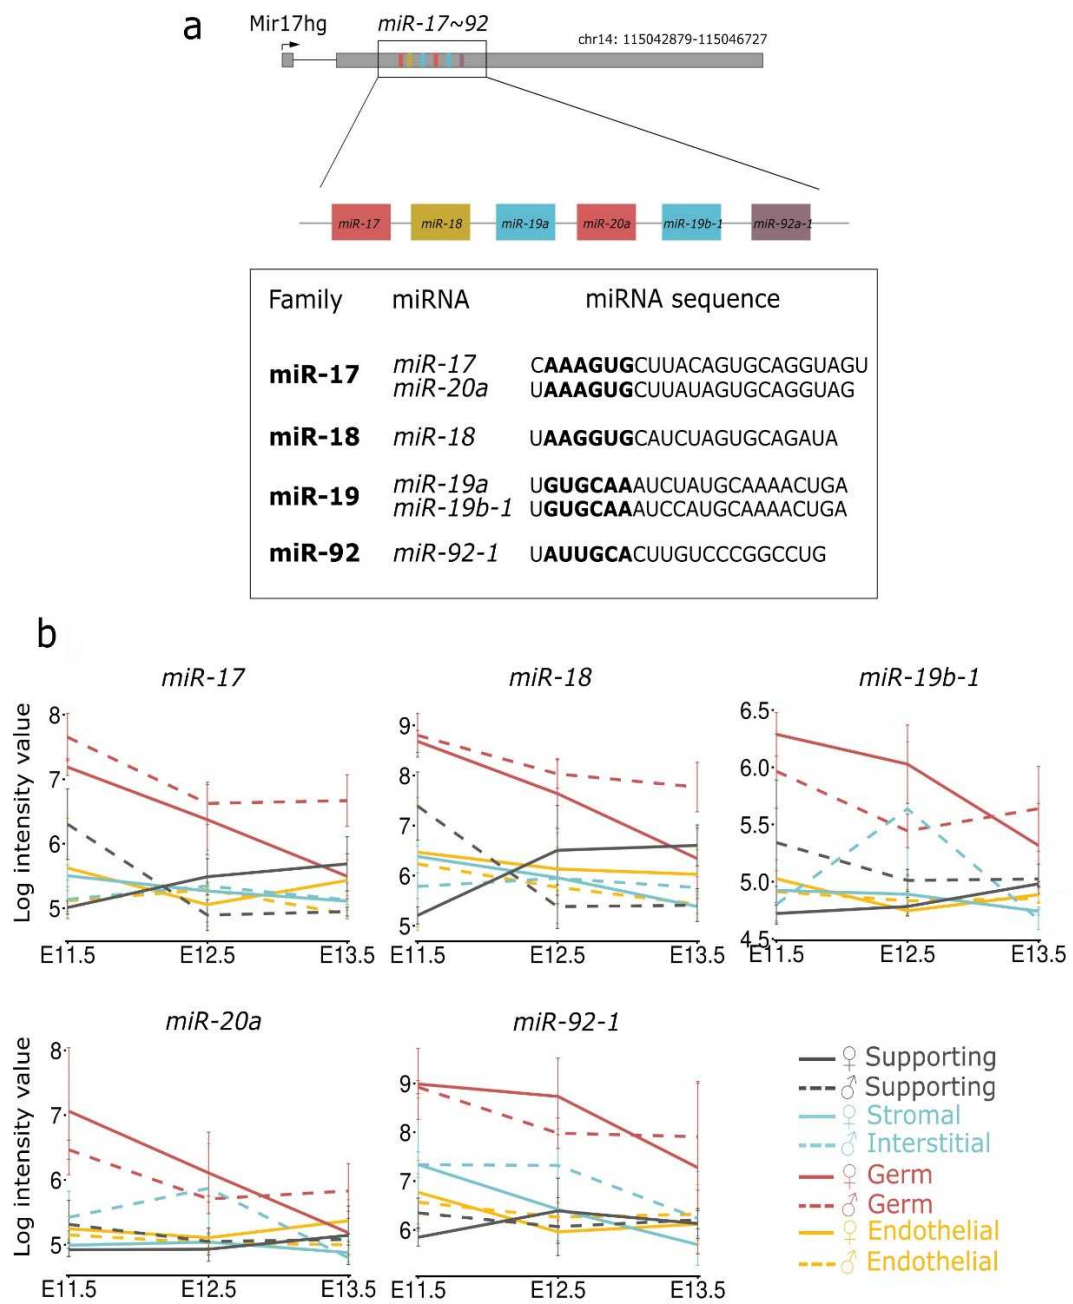 a
Mir17hg miR-17~92
chr14: 115042879-115046727
miR-17 miR-18 miR-19a miR-20a miR-19b-1 miR-92a-1
Family miRNA miRNA sequence
miR-17 miR-17 CAAAGUGCUUACAGUGCAGGUAGU
miR-20a UAAAGUGCUUAUAGUGCAGGUAG
miR-18 miR-18 UAAGGUGCAUCUAGUGCAGAUA
miR-19 miR-19a UGUGCAAAUCUAUGCAAAACUGA
miR-19b-1 UGUGCAAAUCCAUGCAAAACUGA
miR-92 miR-92-1 UAUUGCACUUGUCCCGGCCUG
b
miR-17
Log intensity value
8
7
6
5
E11.5 E12.5 E13.5
miR-18
9
8
7
6
5
E11.5 E12.5 E13.5
miR-19b-1
6.5
6.0
5.5
5.0
4.5
E11.5 E12.5 E13.5
miR-20a
Log intensity value
8
7
6
5
E11.5 E12.5 E13.5
miR-92-1
9
8
7
6
E11.5 E12.5 E13.5
♀ Supporting
♂ Supporting
♀ Stromal
♂ Interstitial
♀ Germ
♂ Germ
♀ Endothelial
♂ Endothelial